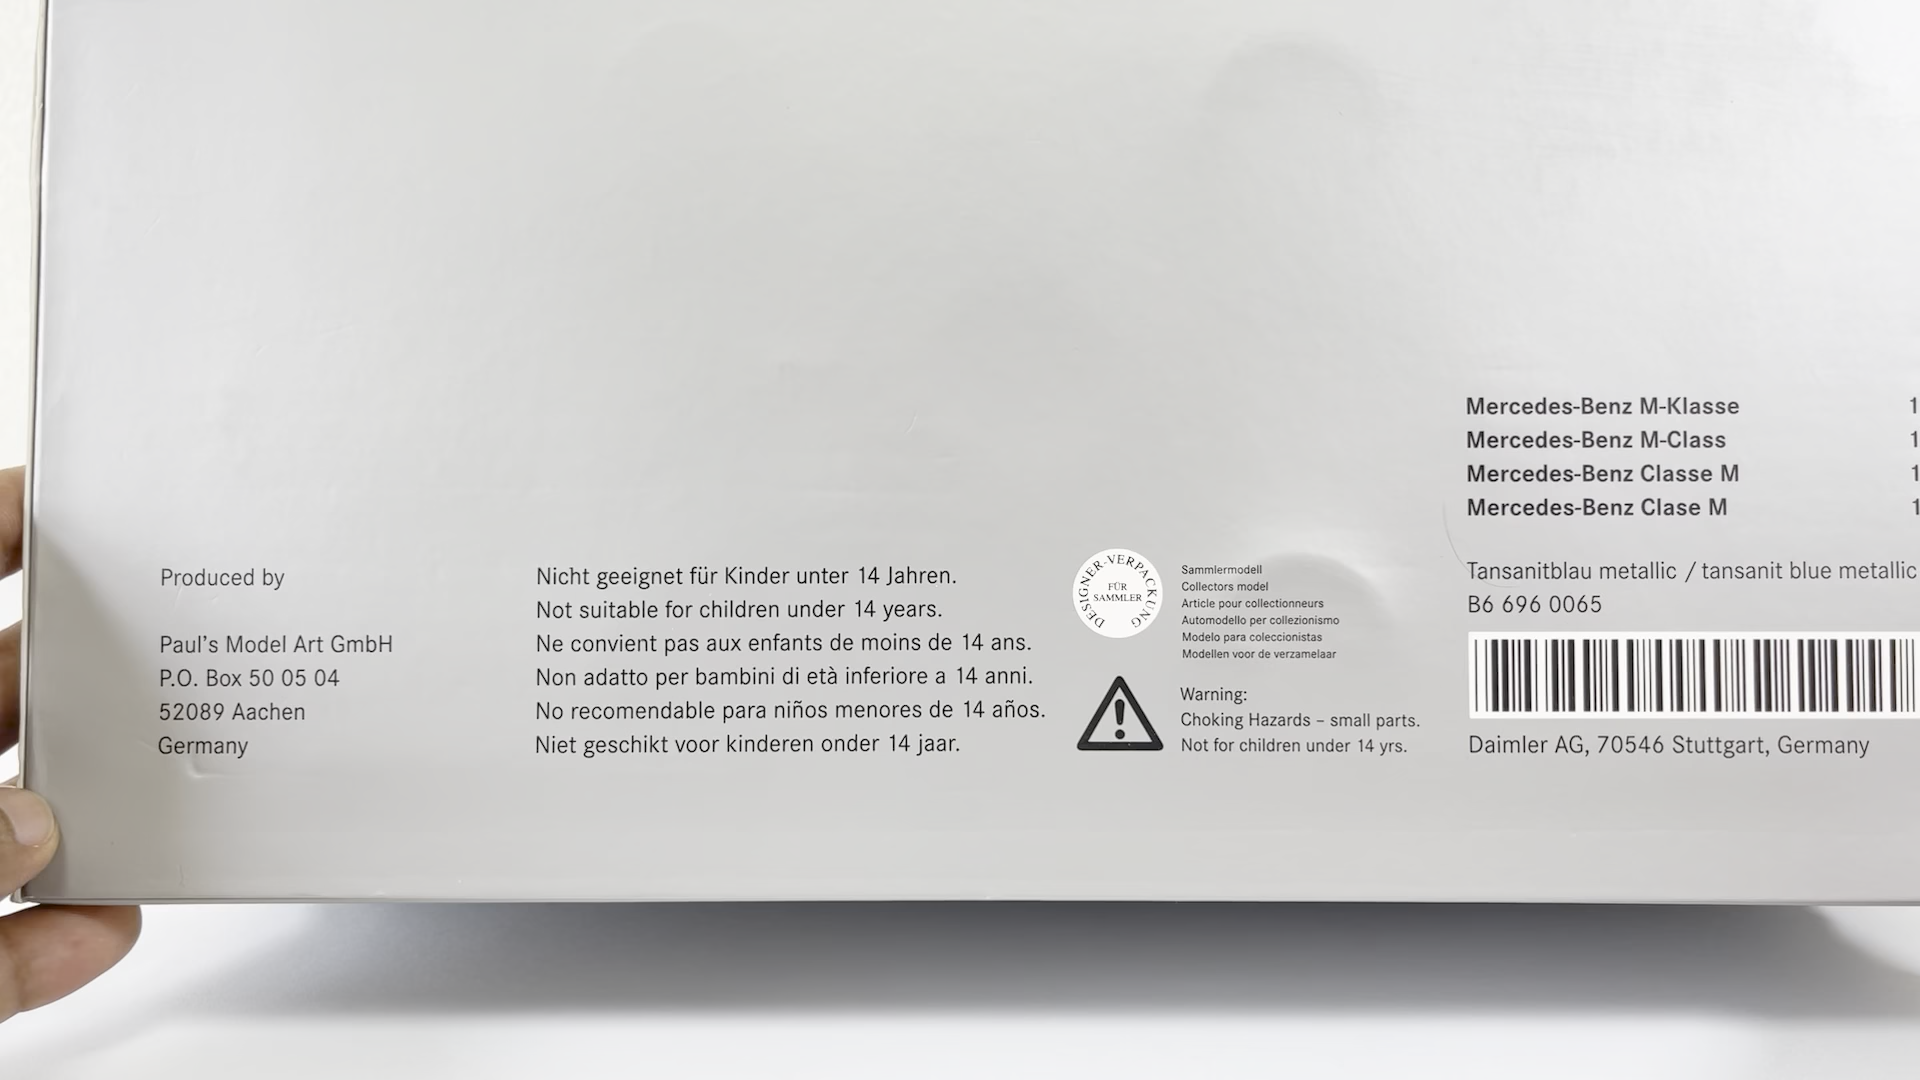 Produced by
Paul's Model Art GmbH
P.O. Box 50 05 04
52089 Aachen
Germany
Nicht geeignet für Kinder unter 14 Jahren.
Not suitable for children under 14 years.
Ne convient pas aux enfants de moins de 14 ans.
Non adatto per bambini di età inferiore a 14 anni.
No recomendable para niños menores de 14 años.
Niet geschikt voor kinderen onder 14 jaar.
DESIGNER-VERPACKUNG
FÜR
SAMMLER
Sammlermodell
Collectors model
Article pour collectionneurs
Automodello per collezionismo
Modelo para coleccionistas
Modellen voor de verzamelaar
Warning:
Choking Hazards – small parts.
Not for children under 14 yrs.
Mercedes-Benz M-Klasse 1
Mercedes-Benz M-Class 1
Mercedes-Benz Classe M 1
Mercedes-Benz Clase M 1
Tansanitblau metallic / tansanit blue metallic
B6 696 0065
Daimler AG, 70546 Stuttgart, Germany